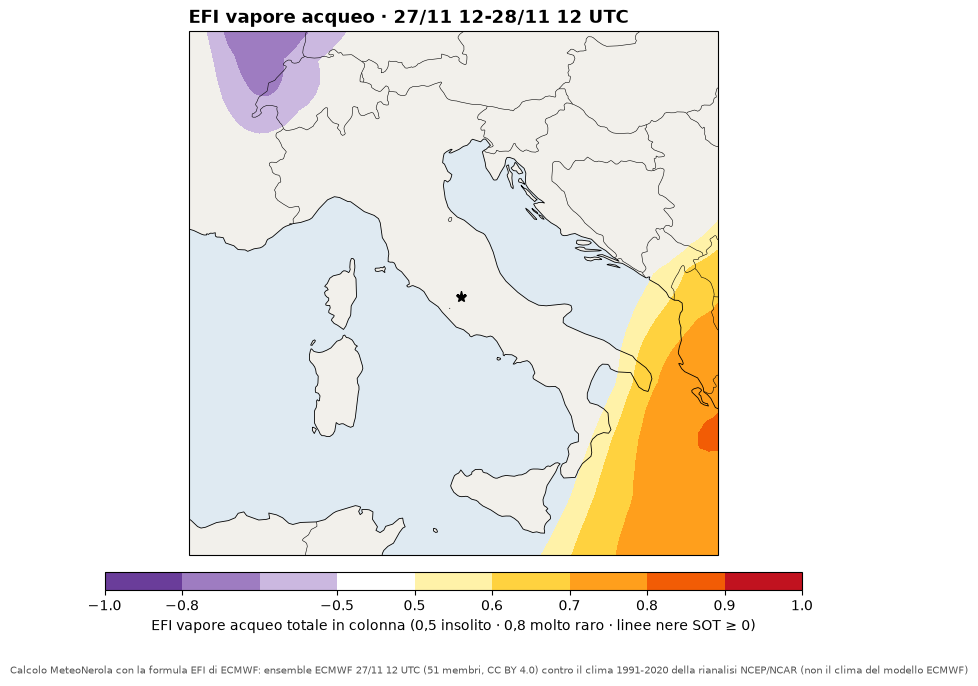 EFI vapore acqueo · 27/11 12-28/11 12 UTC
−1.0 −0.8 −0.5 0.5 0.6 0.7 0.8 0.9 1.0
EFI vapore acqueo totale in colonna (0,5 insolito · 0,8 molto raro · linee nere SOT ≥ 0)
Calcolo MeteoNerola con la formula EFI di ECMWF: ensemble ECMWF 27/11 12 UTC (51 membri, CC BY 4.0) contro il clima 1991-2020 della rianalisi NCEP/NCAR (non il clima del modello ECMWF)